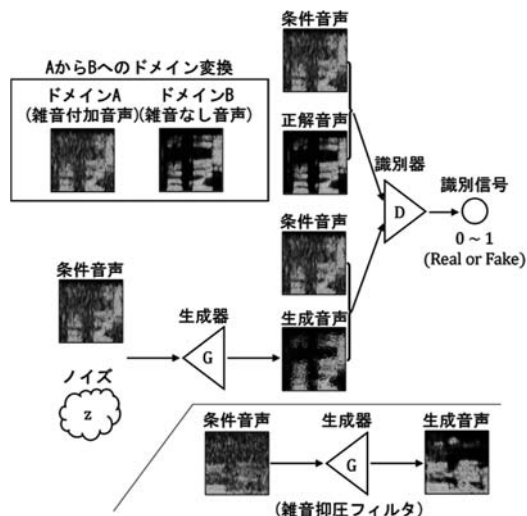 AからBへのドメイン変換
ドメインA
(雑音付加音声)
ドメインB
(雑音なし音声)
条件音声
正解音声
識別器
D
識別信号
0 ~ 1
(Real or Fake)
条件音声
生成音声
条件音声
ノイズ
z
生成器
G
条件音声
生成器
G
(雑音抑圧フィルタ)
生成音声